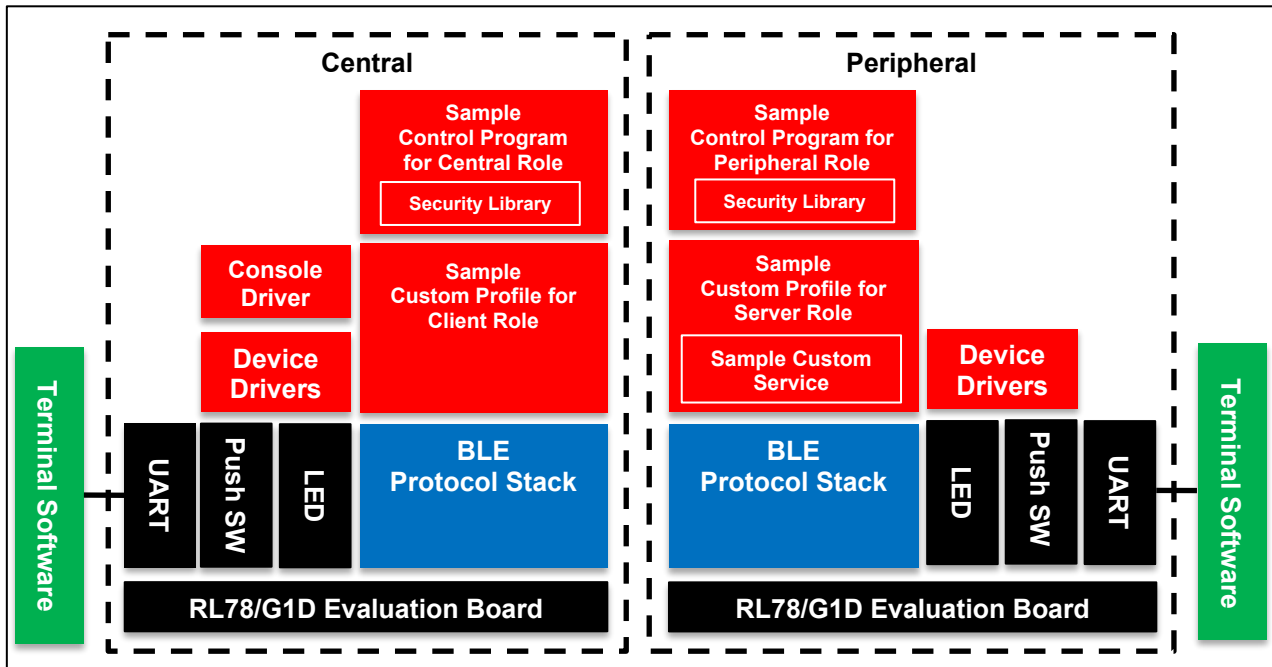 Central
Sample
Control Program
for Central Role
Security Library
Console
Driver
Sample
Custom Profile for
Client Role
Device
Drivers
Terminal Software
UART
Push SW
LED
BLE
Protocol Stack
RL78/G1D Evaluation Board
Peripheral
Sample
Control Program for
Peripheral Role
Security Library
Sample
Custom Profile for
Server Role
Sample Custom
Service
Device
Drivers
BLE
Protocol Stack
LED
Push SW
UART
Terminal Software
RL78/G1D Evaluation Board